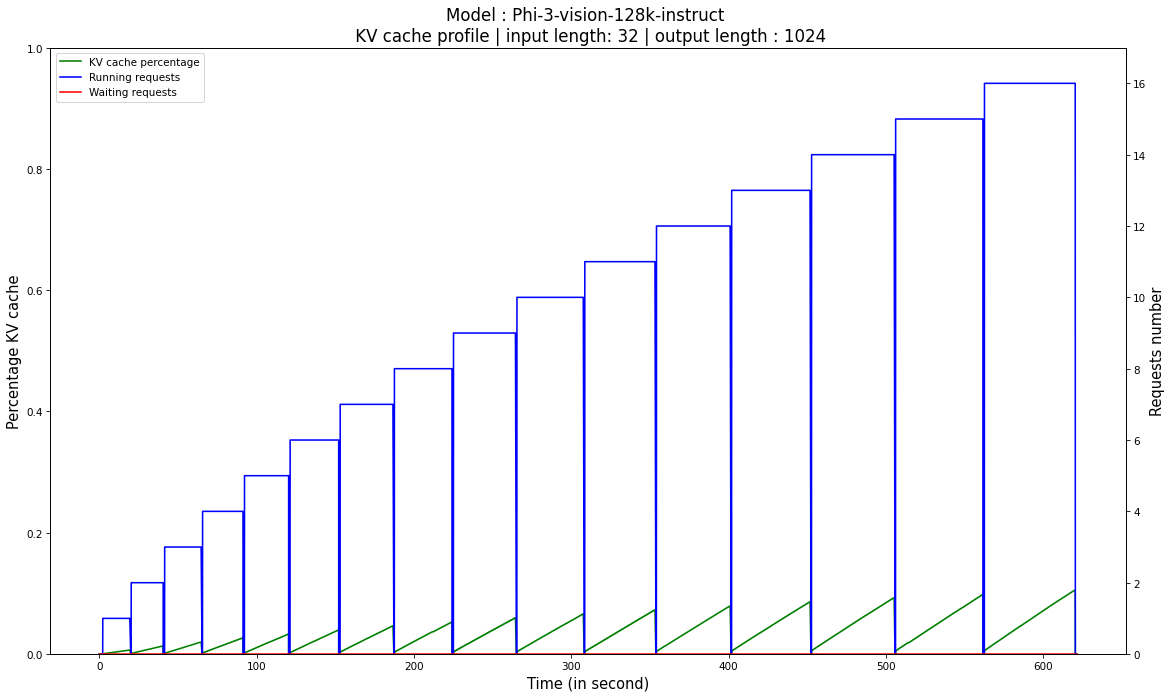 Model : Phi-3-vision-128k-instruct
KV cache profile | input length: 32 | output length : 1024
KV cache percentage
Running requests
Waiting requests
Percentage KV cache
1.0
0.8
0.6
0.4
0.2
0.0
0 100 200 300 400 500 600
Time (in second)
16
14
12
10
8
6
4
2
0
Requests number